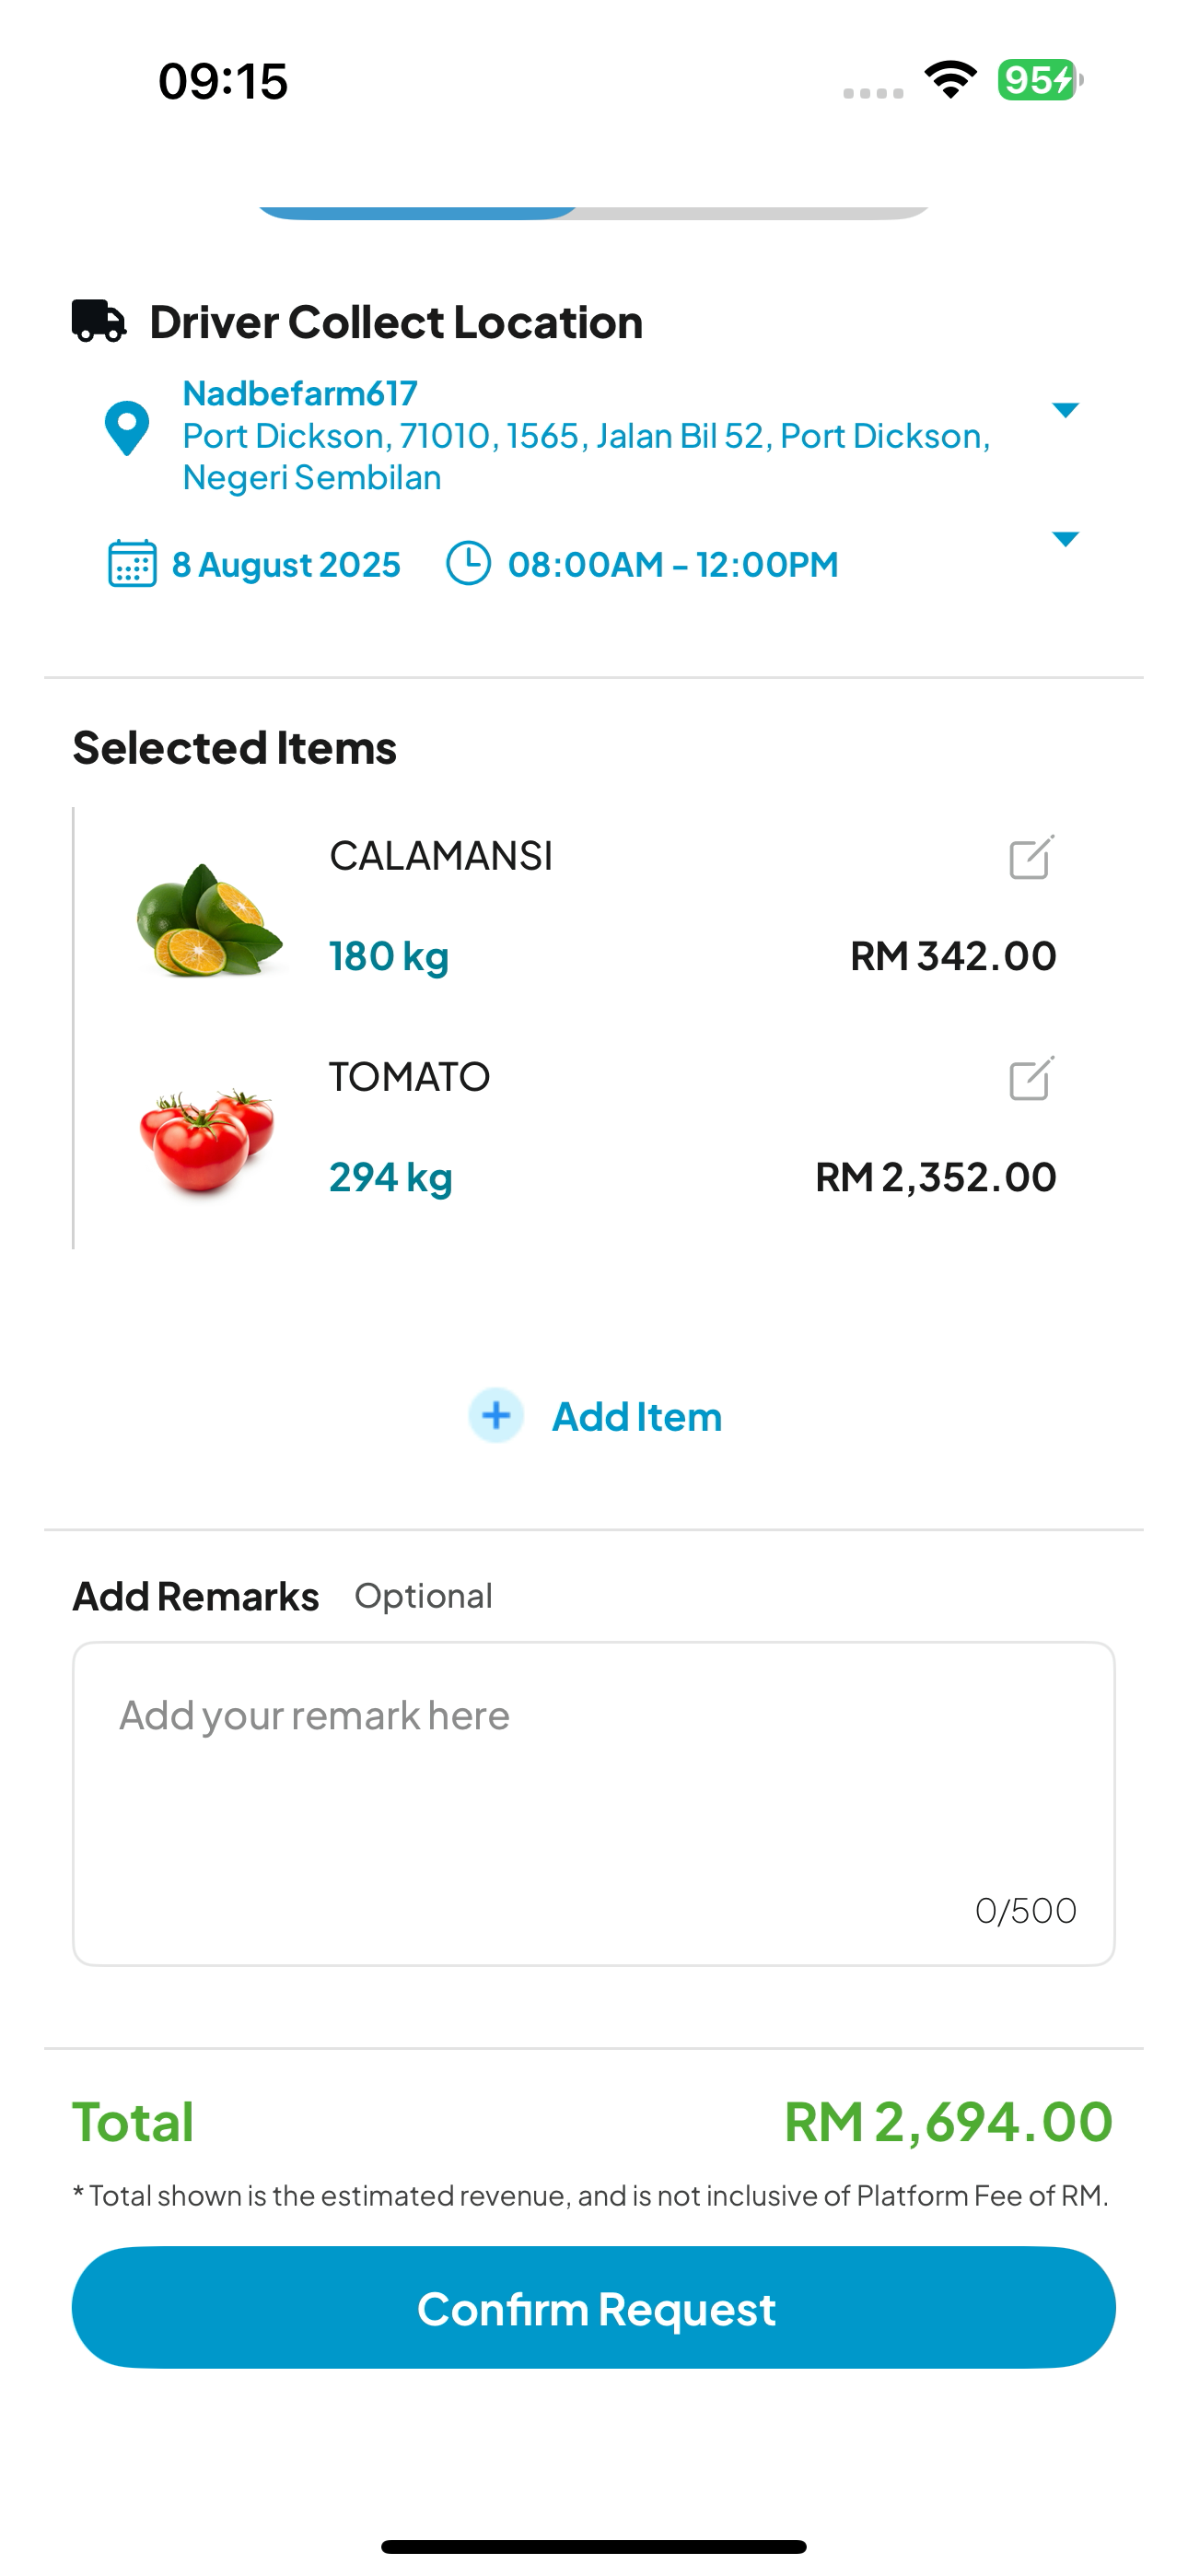 09:15
95
Driver Collect Location
Nadbefarm617
Port Dickson, 71010, 1565, Jalan Bil 52, Port Dickson,
Negeri Sembilan
8 August 2025 08:00AM - 12:00PM
Selected Items
CALAMANSI
180 kg RM 342.00
TOMATO
294 kg RM 2,352.00
Add Item
Add Remarks Optional
Add your remark here
0/500
Total RM 2,694.00
* Total shown is the estimated revenue, and is not inclusive of Platform Fee of RM.
Confirm Request